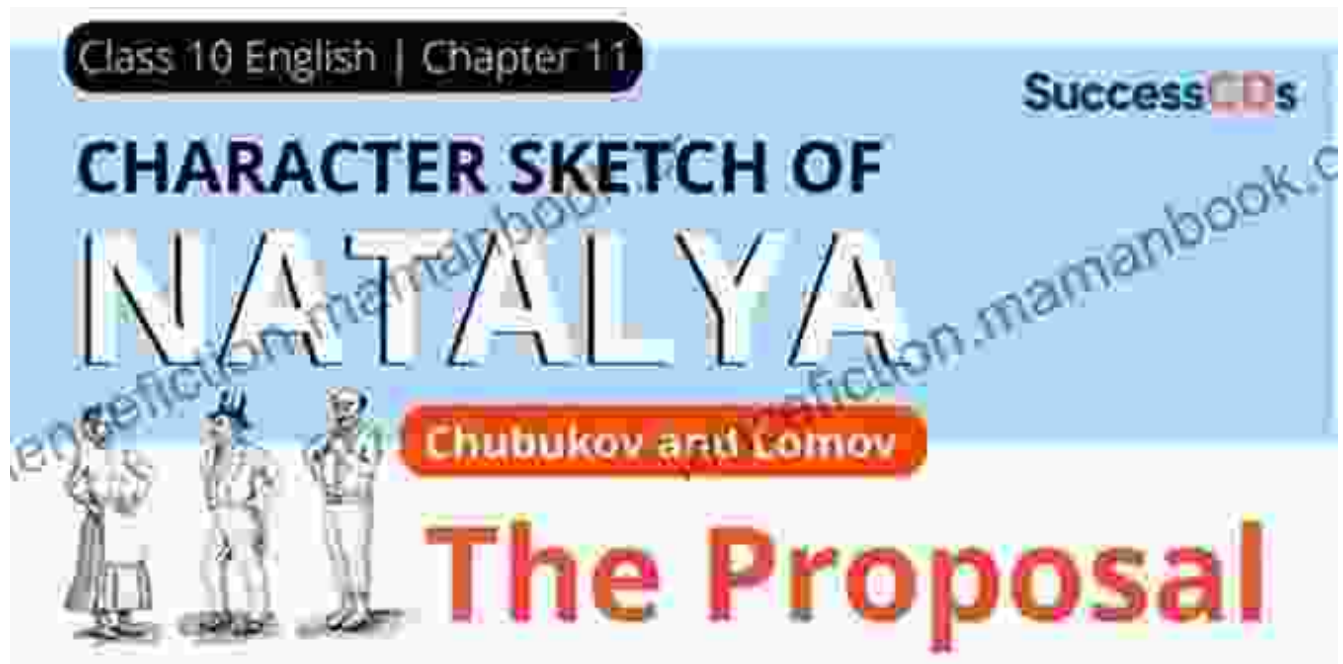 Class 10 English | Chapter 11
SuccessCDs
CHARACTER SKETCH OF
NATALYA
Chubukov and Lomov
The Proposal